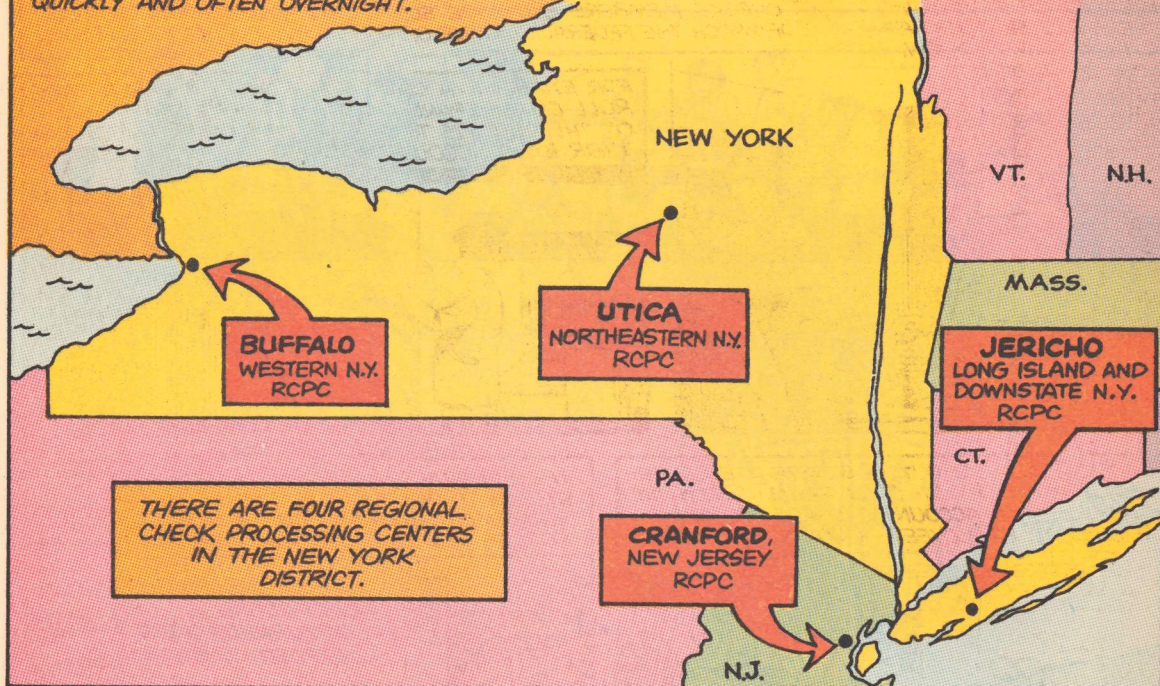 QUICKLY AND OFTEN OVERNIGHT.
NEW YORK
VT.
N.H.
MASS.
BUFFALO
WESTERN N.Y.
RCPC
UTICA
NORTHEASTERN N.Y.
RCPC
JERICHO
LONG ISLAND AND
DOWNSTATE N.Y.
RCPC
CT.
PA.
THERE ARE FOUR REGIONAL
CHECK PROCESSING CENTERS
IN THE NEW YORK
DISTRICT.
CRANFORD,
NEW JERSEY
RCPC
N.J.